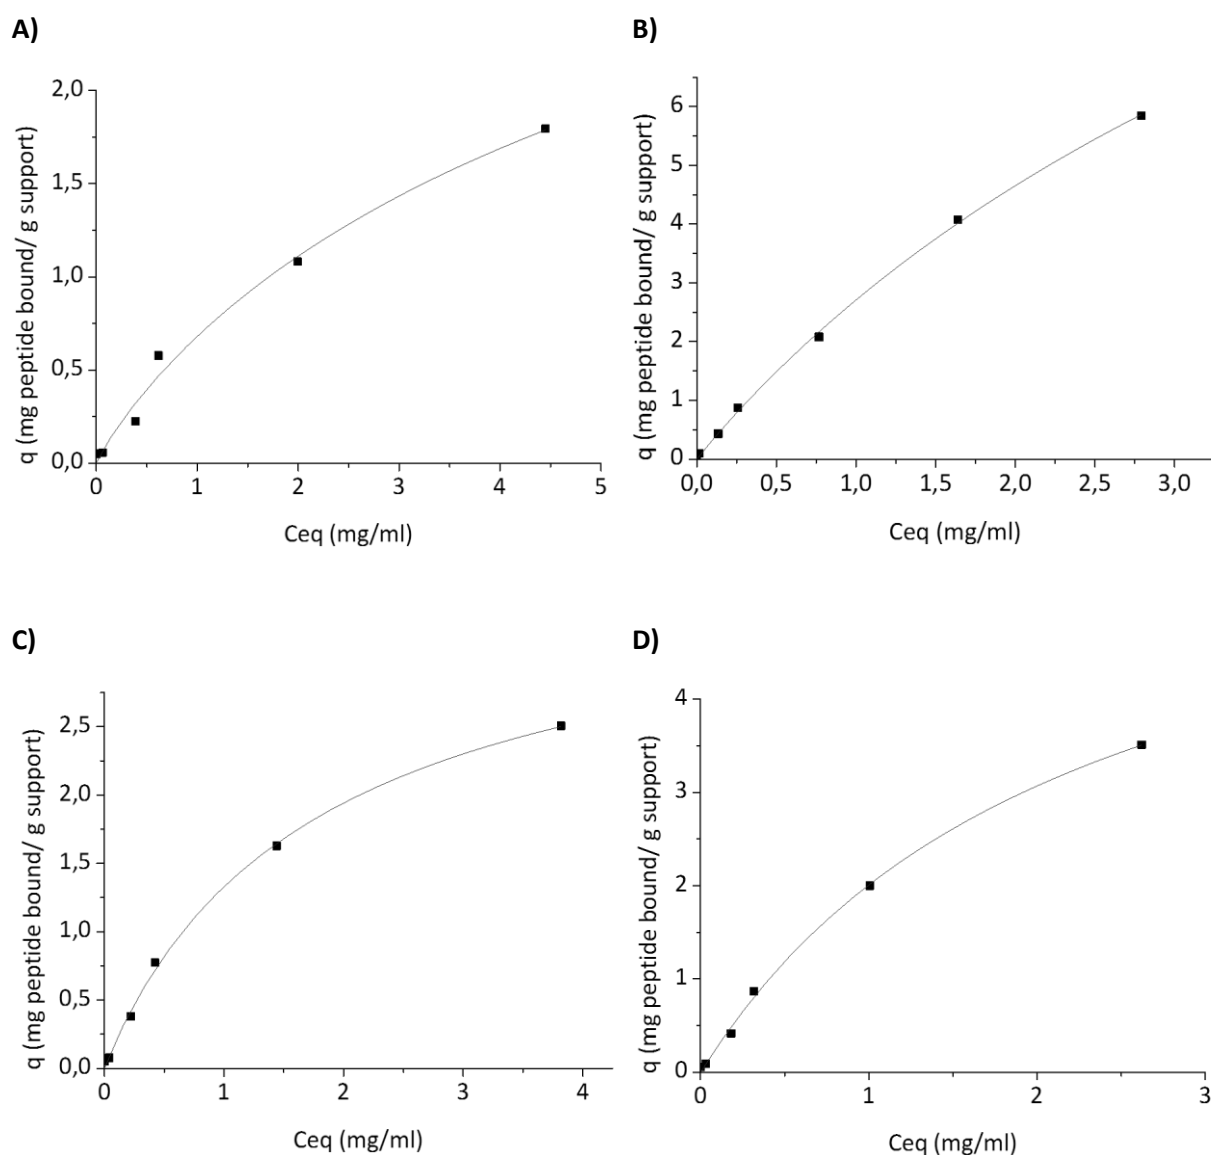 A)
2,0
1,5
1,0
0,5
0,0
q (mg peptide bound/ g support)
0 1 2 3 4 5
Ceq (mg/ml)
B)
6
5
4
3
2
1
0
q (mg peptide bound/ g support)
0,0 0,5 1,0 1,5 2,0 2,5 3,0
Ceq (mg/ml)
C)
2,5
2,0
1,5
1,0
0,5
0,0
q (mg peptide bound/ g support)
0 1 2 3 4
Ceq (mg/ml)
D)
4
3
2
1
0
q (mg peptide bound/ g support)
0 1 2 3
Ceq (mg/ml)